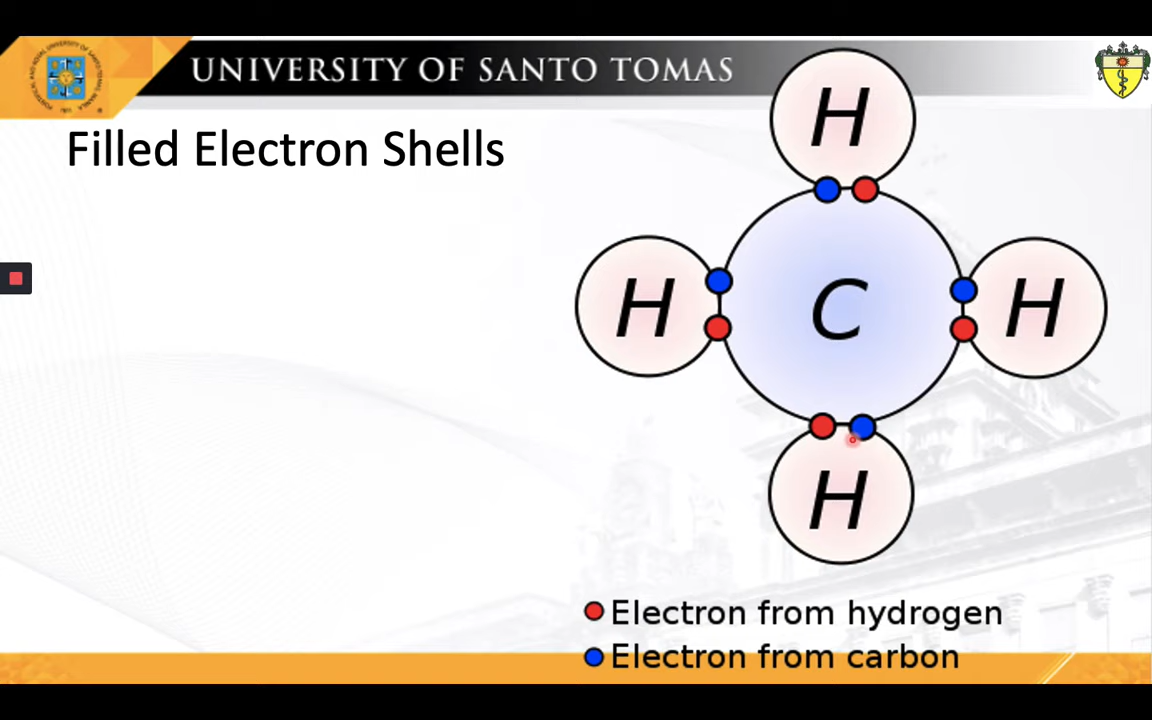 UNIVERSITY OF SANTO TOMAS
Filled Electron Shells
H
H
C
H
H
Electron from hydrogen
Electron from carbon